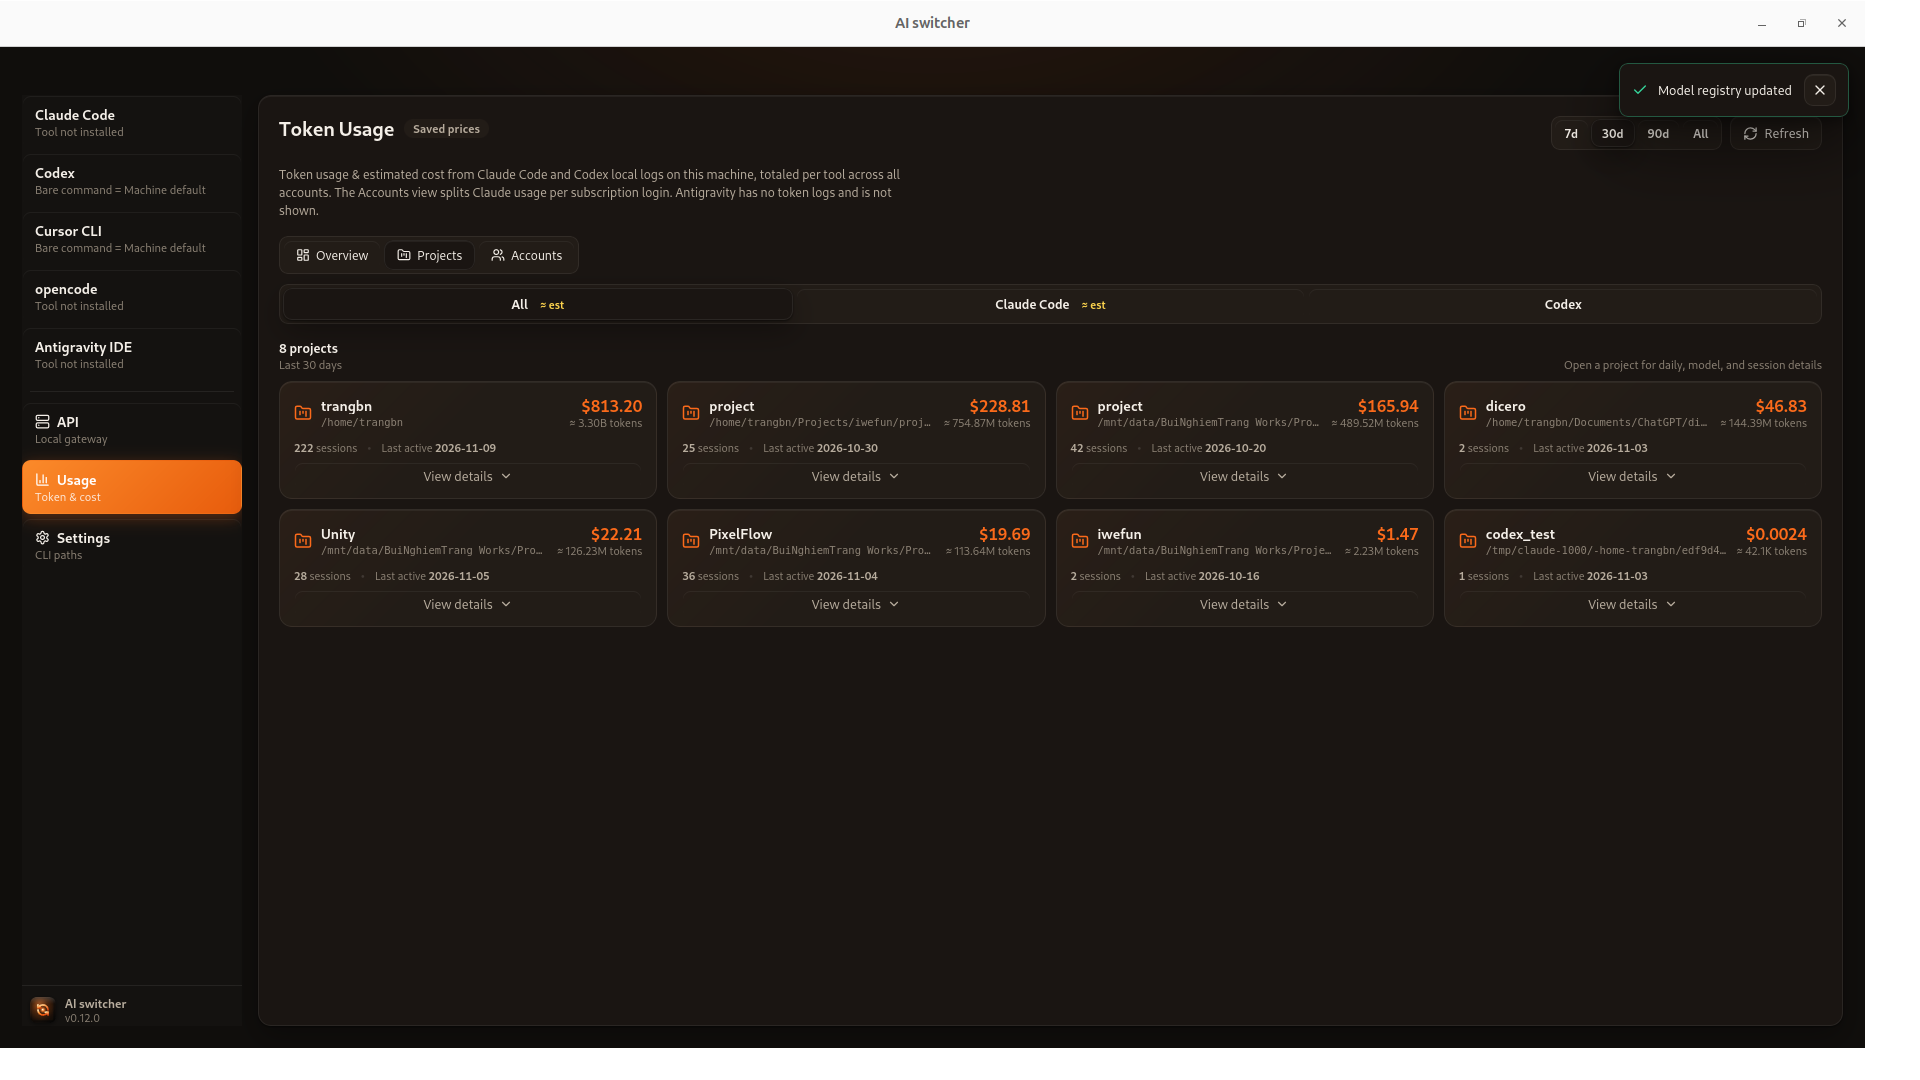 AI switcher
Model registry updated
Claude Code
Tool not installed
Codex
Bare command = Machine default
Cursor CLI
Bare command = Machine default
opencode
Tool not installed
Antigravity IDE
Tool not installed
API
Local gateway
Usage
Token & cost
Settings
CLI paths
AI switcher
v0.12.0
Token Usage
Saved prices
7d 30d 90d All
Refresh
Token usage & estimated cost from Claude Code and Codex local logs on this machine, totaled per tool across all
accounts. The Accounts view splits Claude usage per subscription login. Antigravity has no token logs and is not
shown.
Overview
Projects
Accounts
All ≈ est
Claude Code ≈ est
Codex
8 projects
Last 30 days
Open a project for daily, model, and session details
trangbn $813.20
/home/trangbn ≈ 3.30B tokens
222 sessions • Last active 2026-11-09
View details
project $228.81
/home/trangbn/Projects/iwefun/proj… ≈ 754.87M tokens
25 sessions • Last active 2026-10-30
View details
project $165.94
/mnt/data/BuiNghiemTrang Works/Pro… ≈ 489.52M tokens
42 sessions • Last active 2026-10-20
View details
dicero $46.83
/home/trangbn/Documents/ChatGPT/di… ≈ 144.39M tokens
2 sessions • Last active 2026-11-03
View details
Unity $22.21
/mnt/data/BuiNghiemTrang Works/Pro… ≈ 126.23M tokens
28 sessions • Last active 2026-11-05
View details
PixelFlow $19.69
/mnt/data/BuiNghiemTrang Works/Pro… ≈ 113.64M tokens
36 sessions • Last active 2026-11-04
View details
iwefun $1.47
/mnt/data/BuiNghiemTrang Works/Proje… ≈ 2.23M tokens
2 sessions • Last active 2026-10-16
View details
codex_test $0.0024
/tmp/claude-1000/-home-trangbn/edf9d4… ≈ 42.1K tokens
1 sessions • Last active 2026-11-03
View details